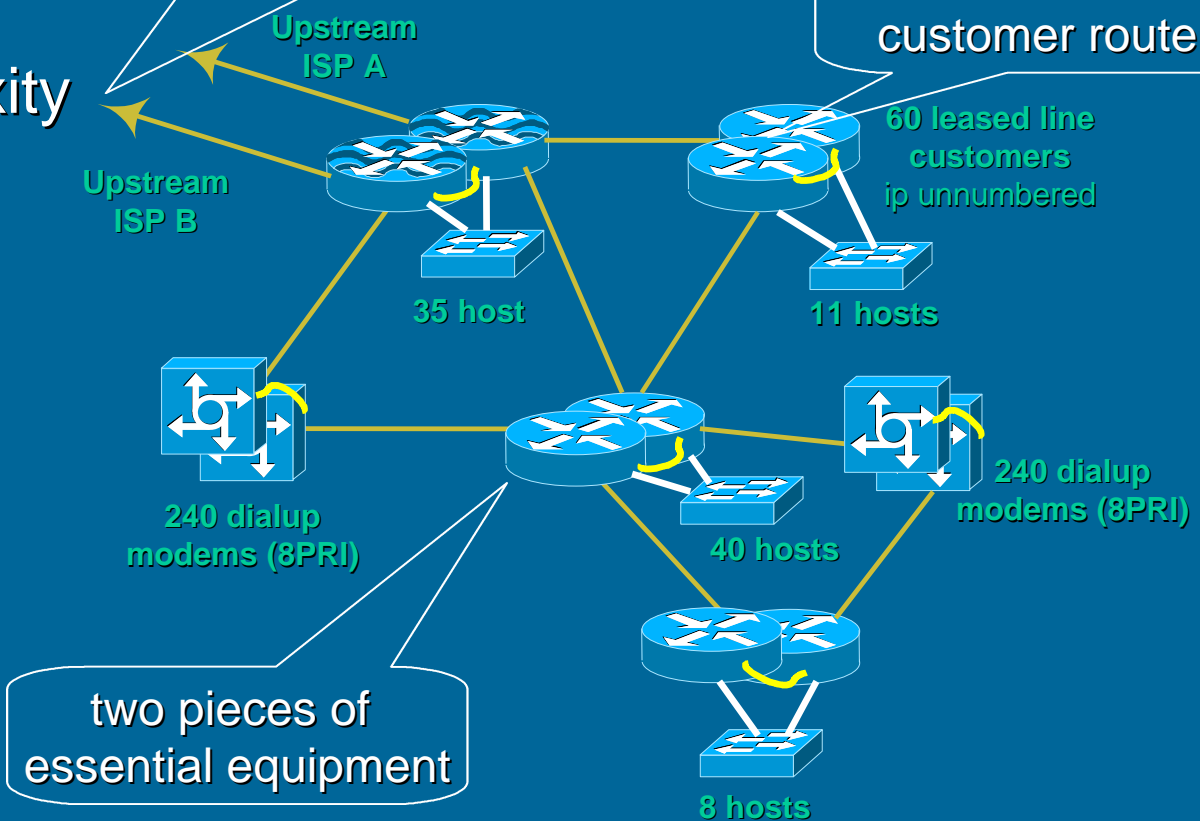 Upstream
ISP A
customer route
xity
60 leased line
customers
ip unnumbered
Upstream
ISP B
35 host
11 hosts
240 dialup
modems (8PRI)
240 dialup
modems (8PRI)
40 hosts
two pieces of
essential equipment
8 hosts